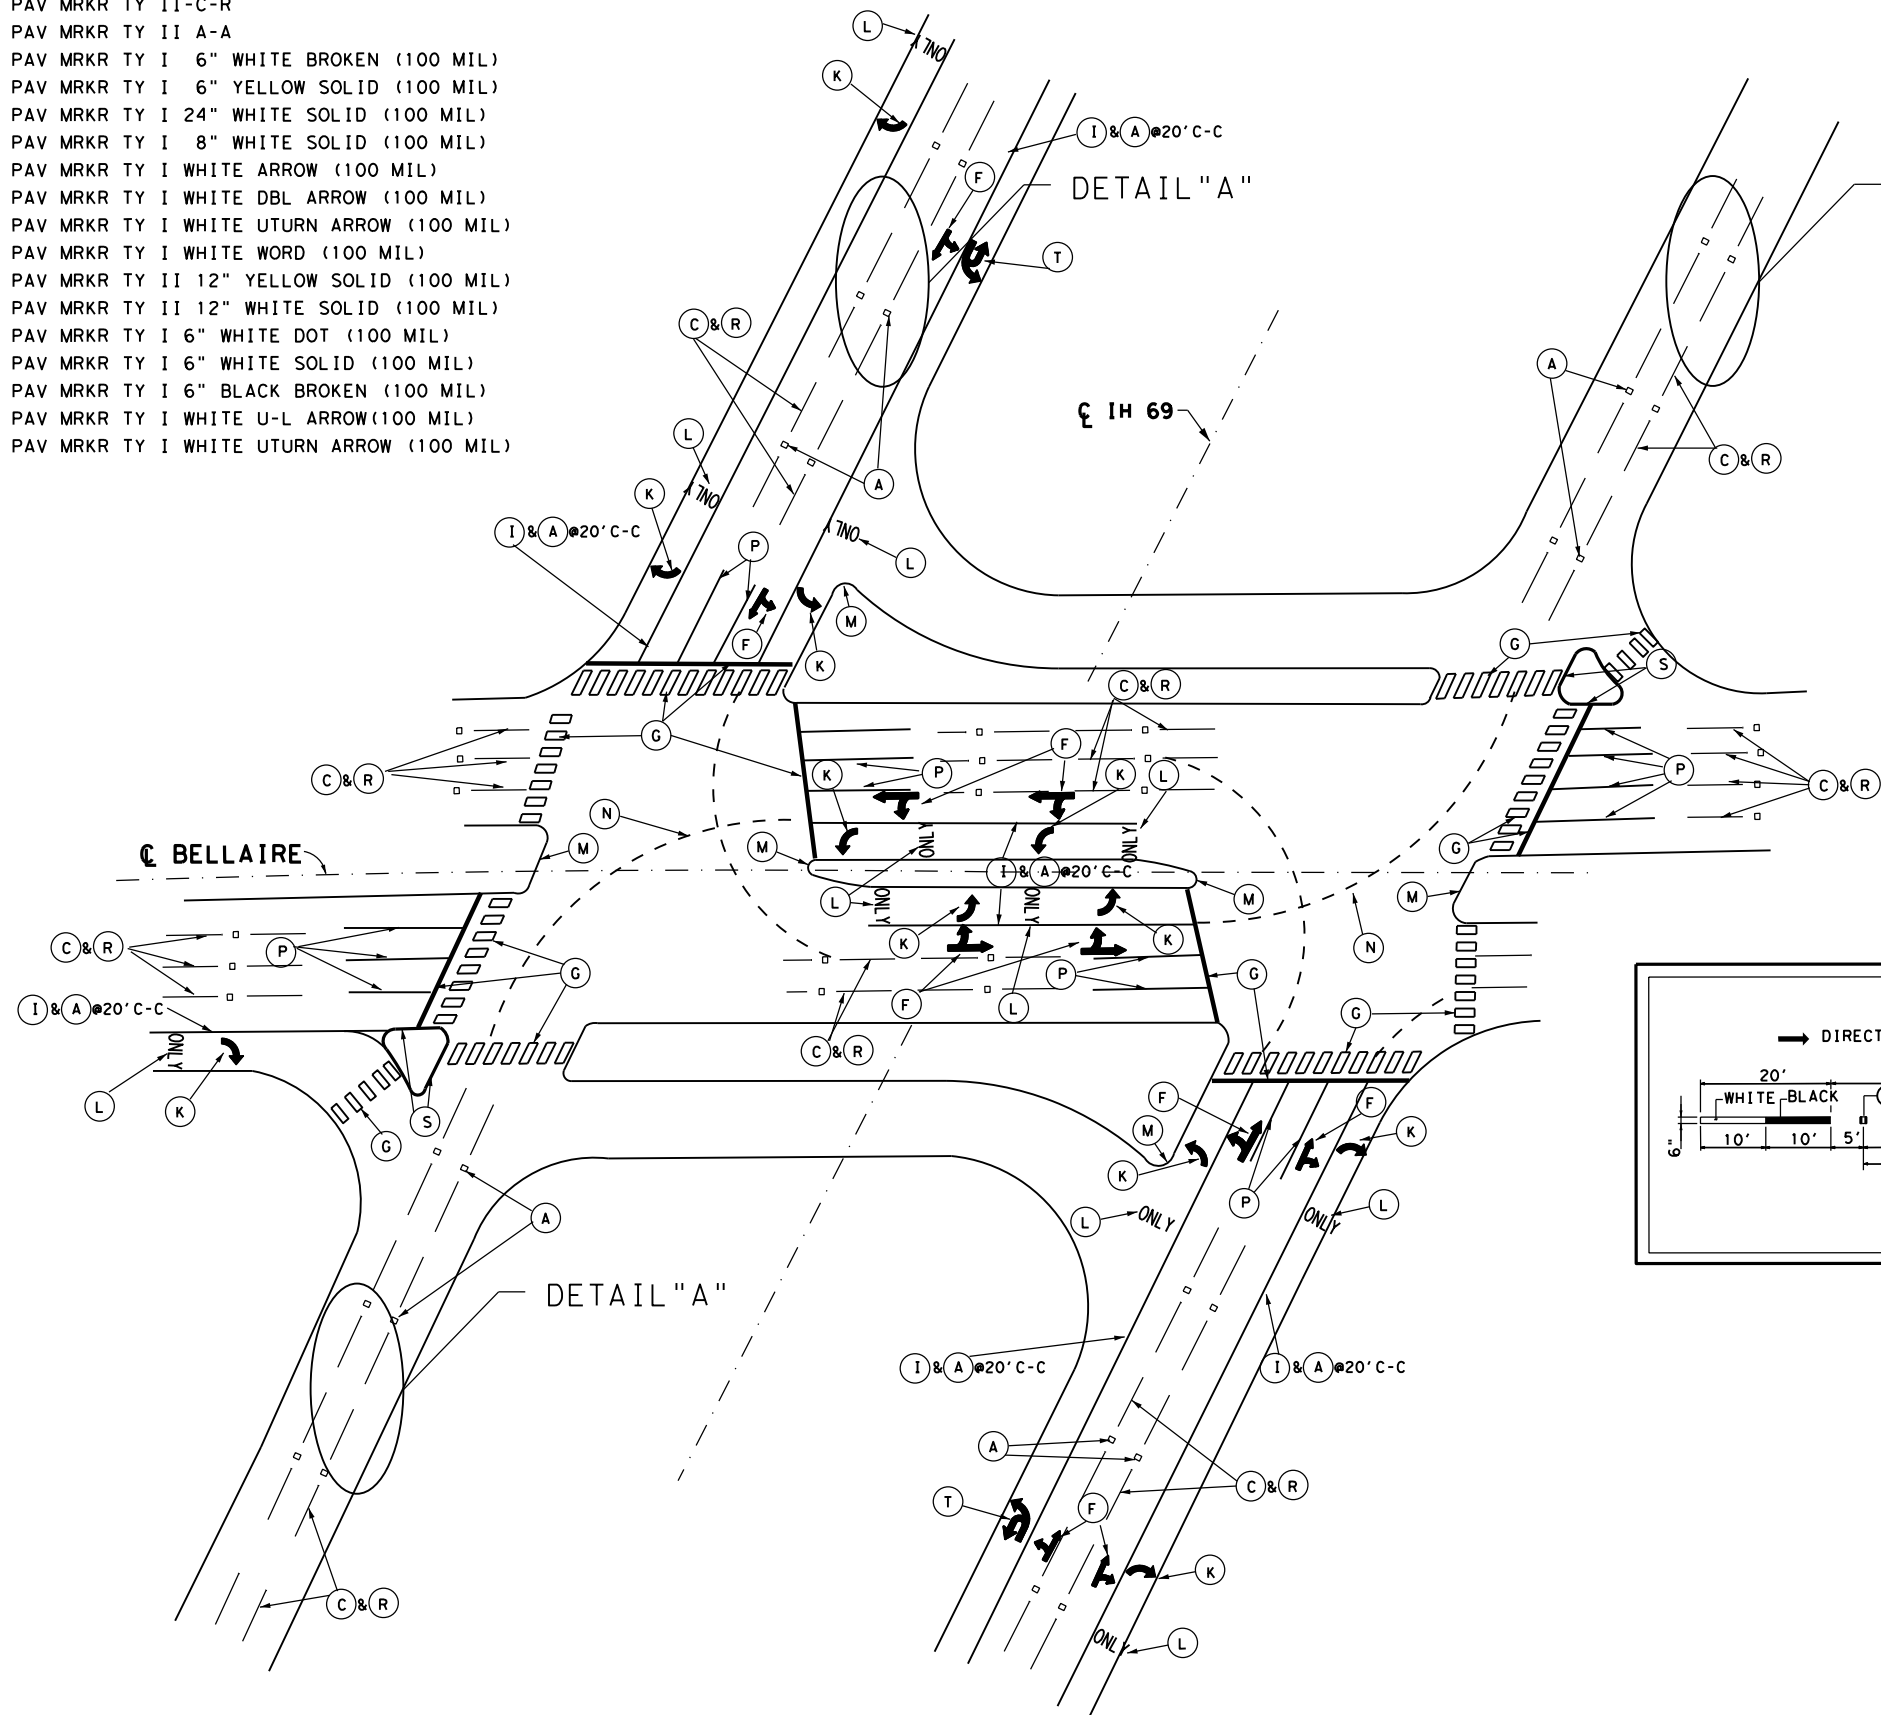 PAV MRKR TY II-C-R
PAV MRKR TY II A-A
PAV MRKR TY I 6" WHITE BROKEN (100 MIL)
PAV MRKR TY I 6" YELLOW SOLID (100 MIL)
PAV MRKR TY I 24" WHITE SOLID (100 MIL)
PAV MRKR TY I 8" WHITE SOLID (100 MIL)
PAV MRKR TY I WHITE ARROW (100 MIL)
PAV MRKR TY I WHITE DBL ARROW (100 MIL)
PAV MRKR TY I WHITE UTURN ARROW (100 MIL)
PAV MRKR TY I WHITE WORD (100 MIL)
PAV MRKR TY II 12" YELLOW SOLID (100 MIL)
PAV MRKR TY II 12" WHITE SOLID (100 MIL)
PAV MRKR TY I 6" WHITE DOT (100 MIL)
PAV MRKR TY I 6" WHITE SOLID (100 MIL)
PAV MRKR TY I 6" BLACK BROKEN (100 MIL)
PAV MRKR TY I WHITE U-L ARROW(100 MIL)
PAV MRKR TY I WHITE UTURN ARROW (100 MIL)
L
ONLY
K
I & A @20'C-C
F
DETAIL "A"
T
C & R
A
℄ IH 69
C & R
L
ONLY
A
K
I & A @20'C-C
ONLY
L
P
F
M
K
G
S
C & R
G
F
C & R
K
P
K
L
P
C & R
N
ONLY
ONLY
M
M
G
℄ BELLAIRE
I & A @20'C-C
L
ONLY
ONLY
M
M
C & R
P
K
K
N
G
P
G
I & A @20'C-C
F
L
G
ONLY
C & R
L
K
S
G
F
F
M
K
K
P
L
ONLY
ONLY
L
A
DETAIL "A"
I & A @20'C-C
I & A @20'C-C
A
C & R
T
F
K
C & R
ONLY
L
DIRECT
20'
WHITE
BLACK
6"
10'
10'
5'